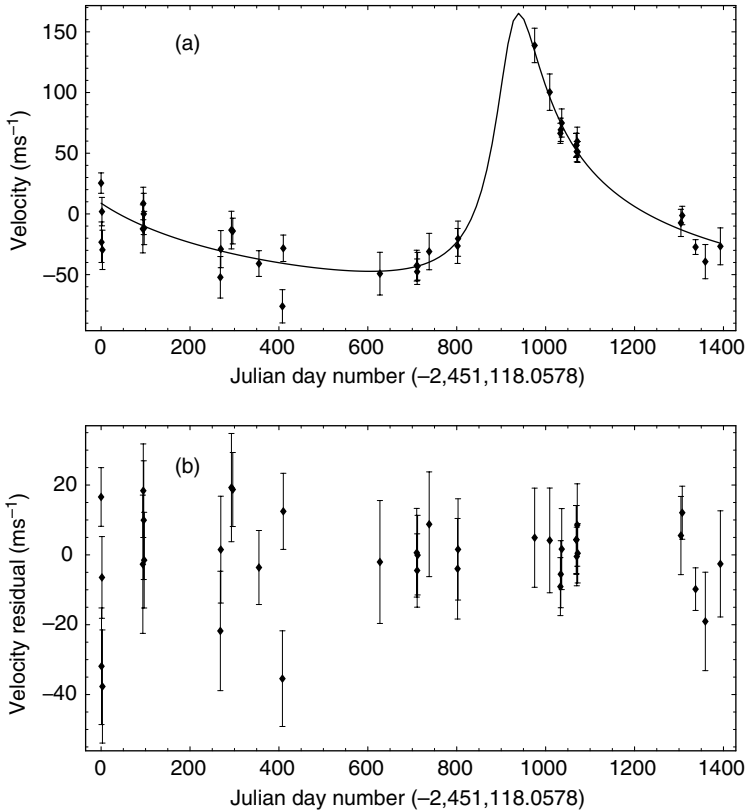 (a)
Velocity (ms⁻¹)
150
100
50
0
−50
0 200 400 600 800 1000 1200 1400
Julian day number (−2,451,118.0578)
(b)
Velocity residual (ms⁻¹)
20
0
−20
−40
0 200 400 600 800 1000 1200 1400
Julian day number (−2,451,118.0578)